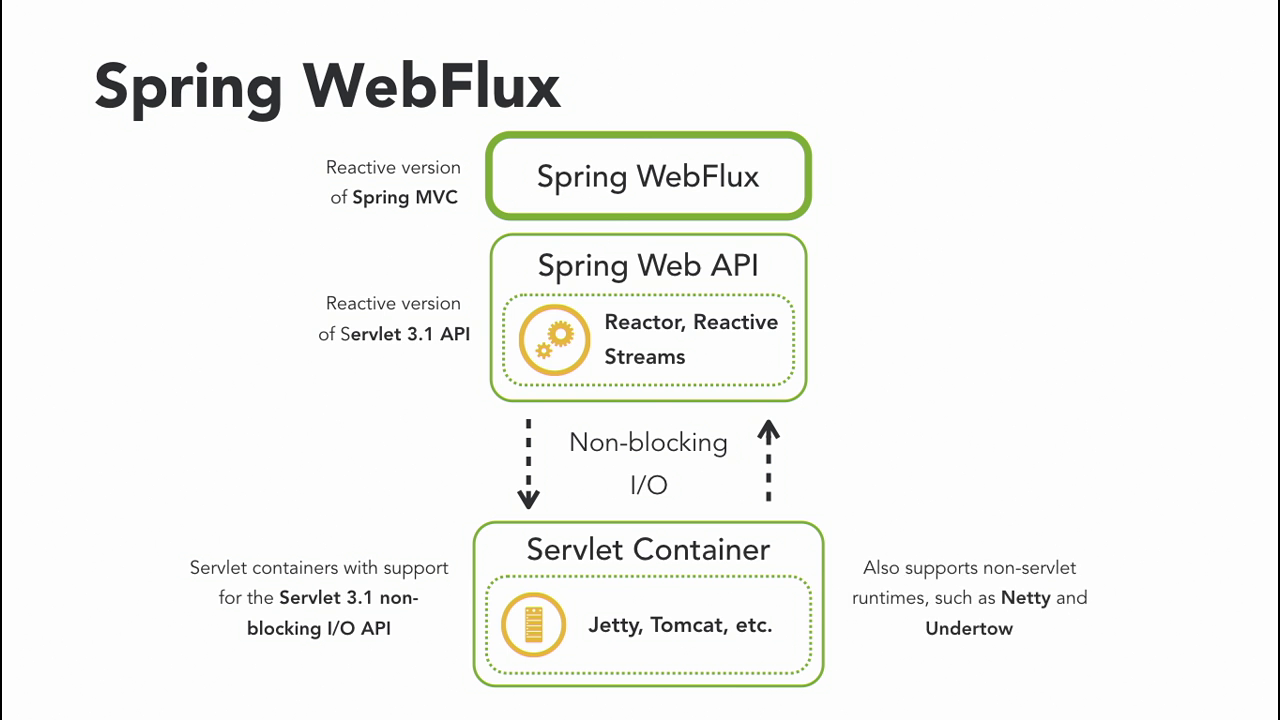 Spring WebFlux
Reactive version
of Spring MVC
Spring WebFlux
Spring Web API
Reactive version
of Servlet 3.1 API
Reactor, Reactive
Streams
Non-blocking
I/O
Servlet Container
Servlet containers with support
for the Servlet 3.1 non-
blocking I/O API
Jetty, Tomcat, etc.
Also supports non-servlet
runtimes, such as Netty and
Undertow